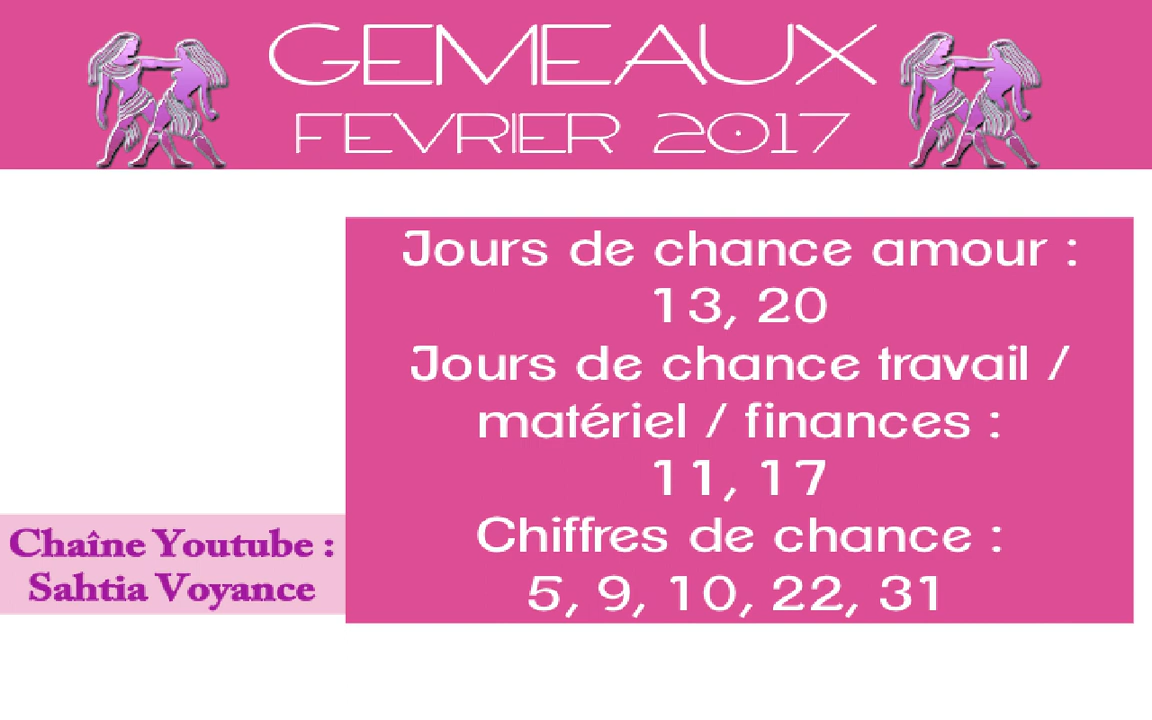 GEMEAUX
FEVRIER 2017
Jours de chance amour :
13, 20
Jours de chance travail /
matériel / finances :
11, 17
Chiffres de chance :
5, 9, 10, 22, 31
Chaîne Youtube :
Sahtia Voyance